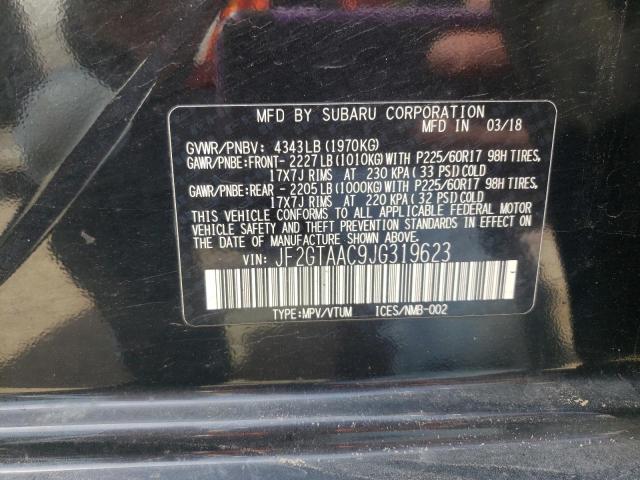 MFD BY SUBARU CORPORATION
MFD IN 03/18
GVWR/PNBV: 4343LB (1970KG)
GAWR/PNBE:FRONT- 2227LB (1010KG) WITH P225/60R17 98H TIRES,
17X7J RIMS AT 230 KPA ( 33 PSI) COLD
GAWR/PNBE:REAR - 2205LB (1000KG) WITH P225/60R17 98H TIRES,
17X7J RIMS AT 220 KPA ( 32 PSI) COLD
THIS VEHICLE CONFORMS TO ALL APPLICABLE FEDERAL MOTOR
VEHICLE SAFETY AND BUMPER STANDARDS IN EFFECT ON
THE DATE OF MANUFACTURE SHOWN ABOVE.
VIN: JF2GTAAC9JG319623
TYPE:MPV/VTUM ICES/NMB-002